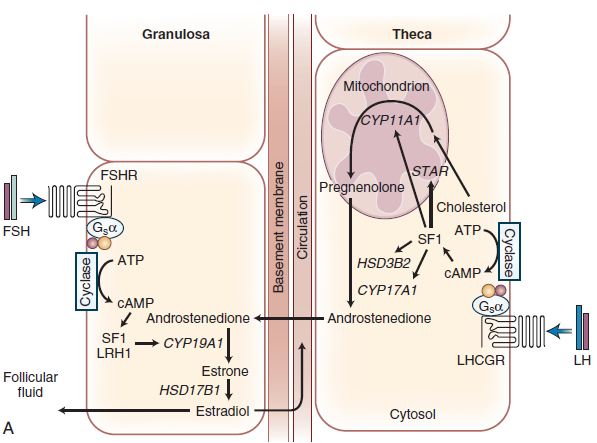 Granulosa
Theca
Mitochondrion
CYP11A1
STAR
Pregnenolone
Cholesterol
FSHR
FSH
Gsα
Cyclase
ATP
cAMP
SF1
LRH1
CYP19A1
Androstenedione
Estrone
HSD17B1
Estradiol
Follicular
fluid
A
Basement membrane
Circulation
SF1
ATP
Cyclase
cAMP
HSD3B2
CYP17A1
Androstenedione
Gsα
LHCGR
LH
Cytosol